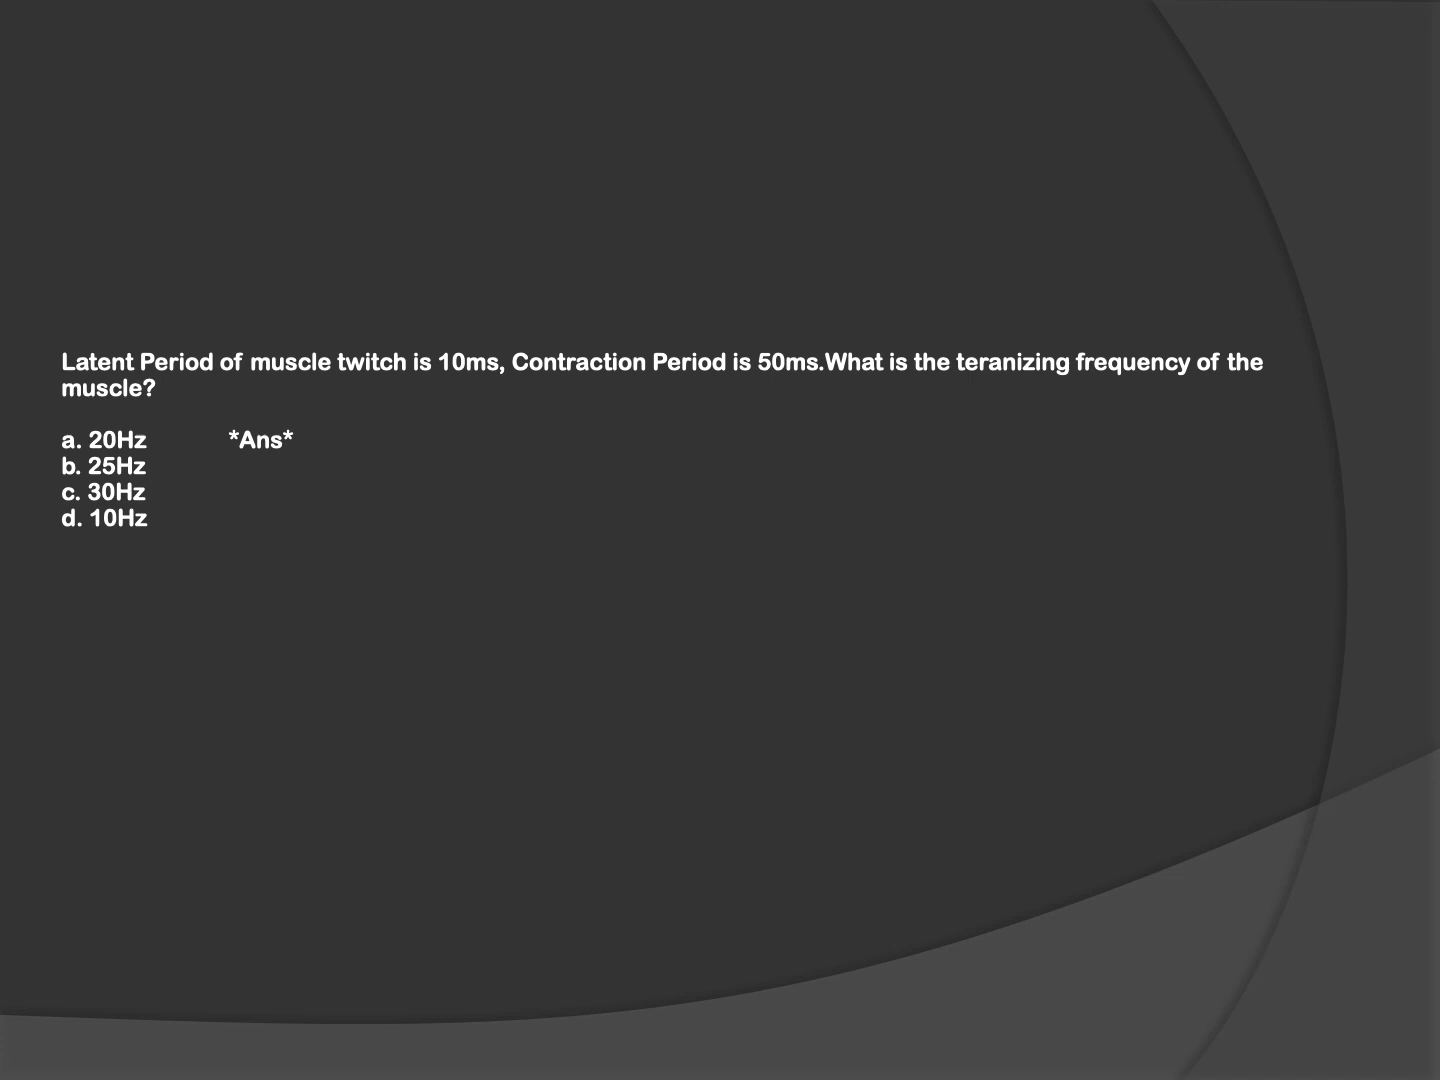 Latent Period of muscle twitch is 10ms, Contraction Period is 50ms.What is the teranizing frequency of the
muscle?
a. 20Hz *Ans*
b. 25Hz
c. 30Hz
d. 10Hz